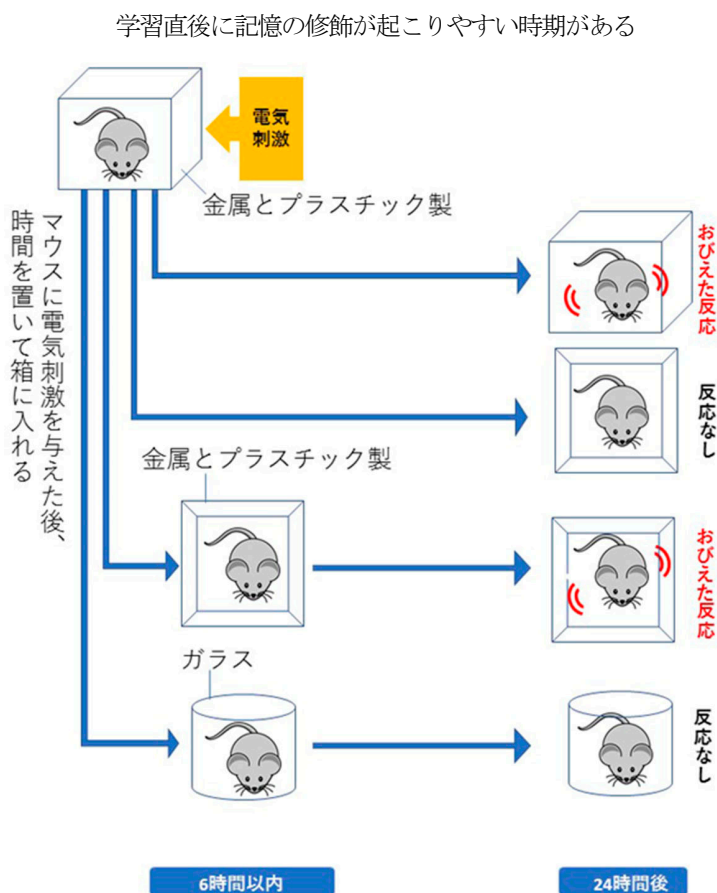 学習直後に記憶の修飾が起こりやすい時期がある
電気
刺激
金属とプラスチック製
マウスに電気刺激を与えた後、
時間を置いて箱に入れる
おびえた反応
反応なし
金属とプラスチック製
おびえた反応
ガラス
反応なし
6時間以内
24時間後